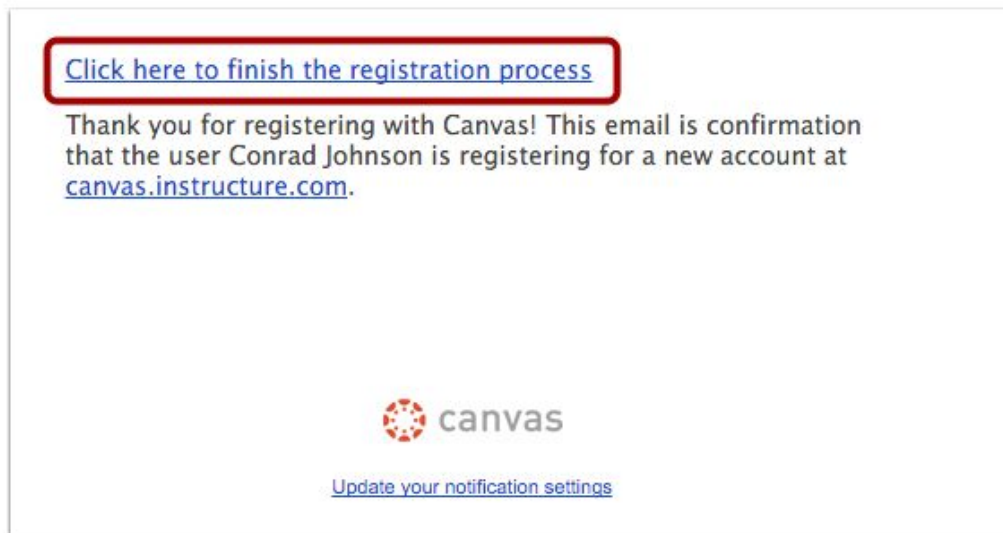 Click here to finish the registration process
Thank you for registering with Canvas! This email is confirmation
that the user Conrad Johnson is registering for a new account at
canvas.instructure.com.
canvas
Update your notification settings